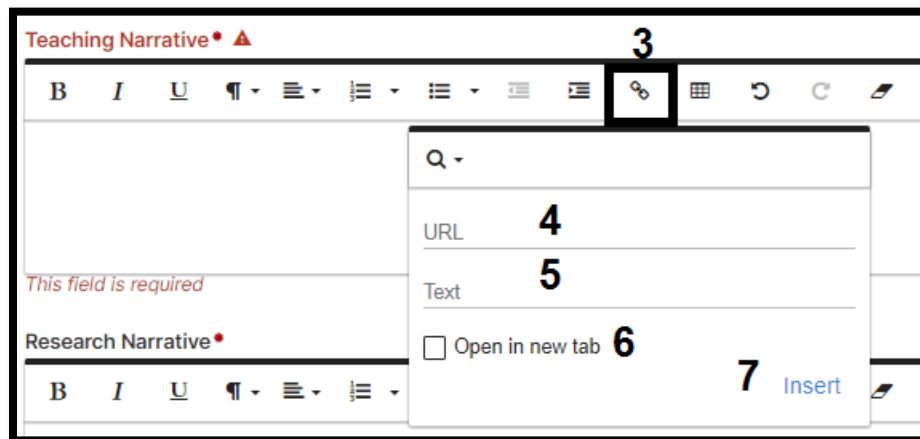 Teaching Narrative*
3
B I U
URL 4
Text 5
This field is required
Open in new tab 6
7 Insert
Research Narrative*
B I U